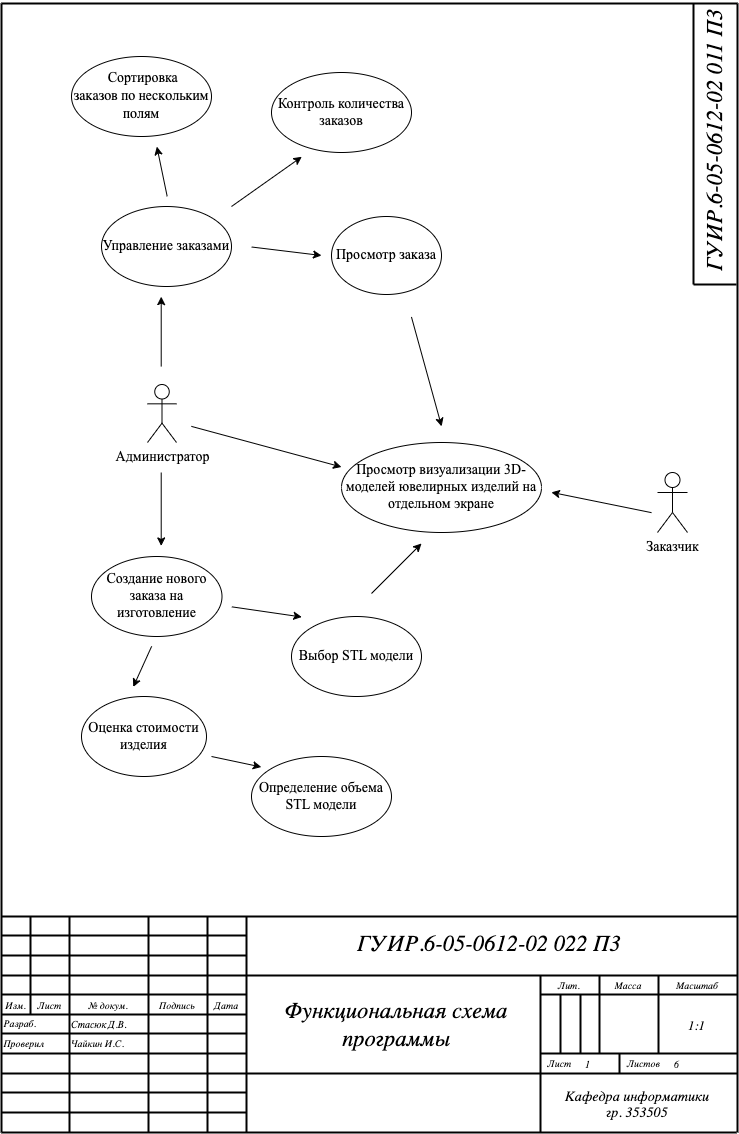 ГУИР.6-05-0612-02 011 ПЗ
Сортировка
заказов по нескольким
полям
Контроль количества
заказов
Управление заказами
Просмотр заказа
Администратор
Просмотр визуализации 3D-
моделей ювелирных изделий на
отдельном экране
Заказчик
Создание нового
заказа на
изготовление
Выбор STL модели
Оценка стоимости
изделия
Определение объема
STL модели
ГУИР.6-05-0612-02 022 ПЗ
Изм. Лист № докум. Подпись Дата
Разраб. Стасюк Д.В.
Проверил Чайкин И.С.
Функциональная схема
программы
Лит. Масса Масштаб
1:1
Лист 1 Листов 6
Кафедра информатики
гр. 353505